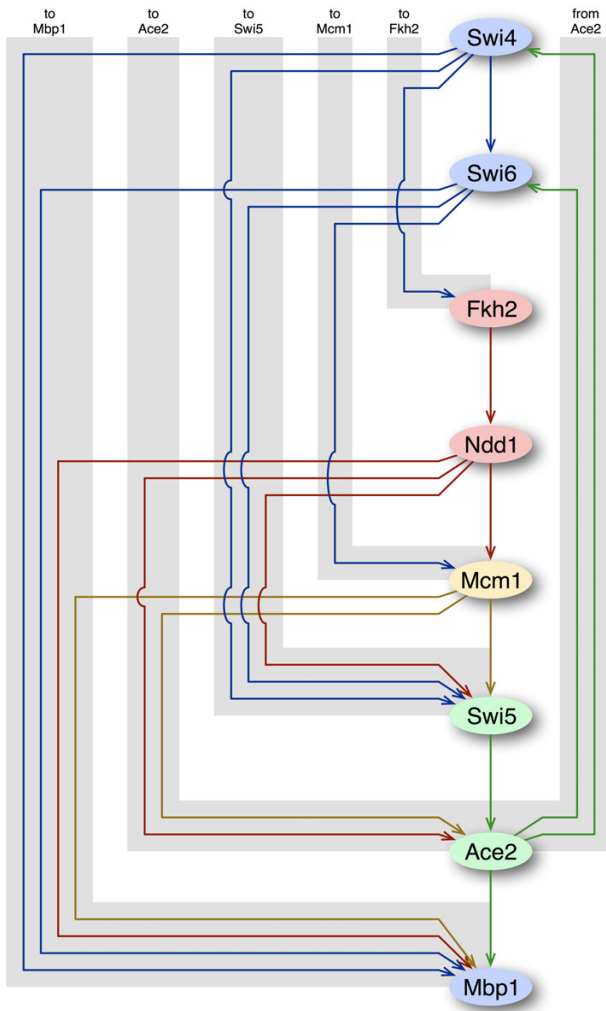 to
Mbp1
to
Ace2
to
Swi5
to
Mcm1
to
Fkh2
from
Ace2
Swi4
Swi6
Fkh2
Ndd1
Mcm1
Swi5
Ace2
Mbp1